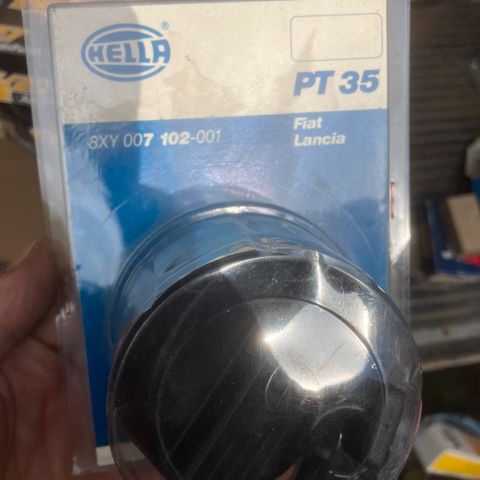 HELLA
PT 35
8XY 007 102-001
Fiat
Lancia